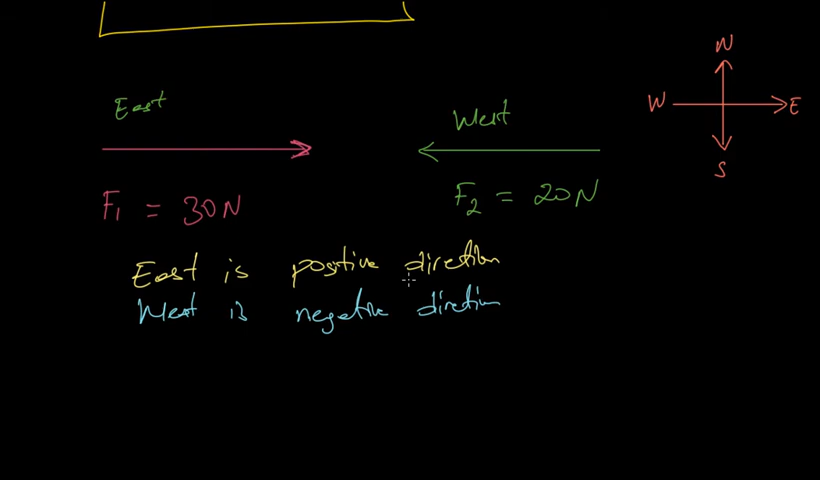 N
W E
S
East
West
F1 = 30N
F2 = 20N
East is positive direction
West is negative direction